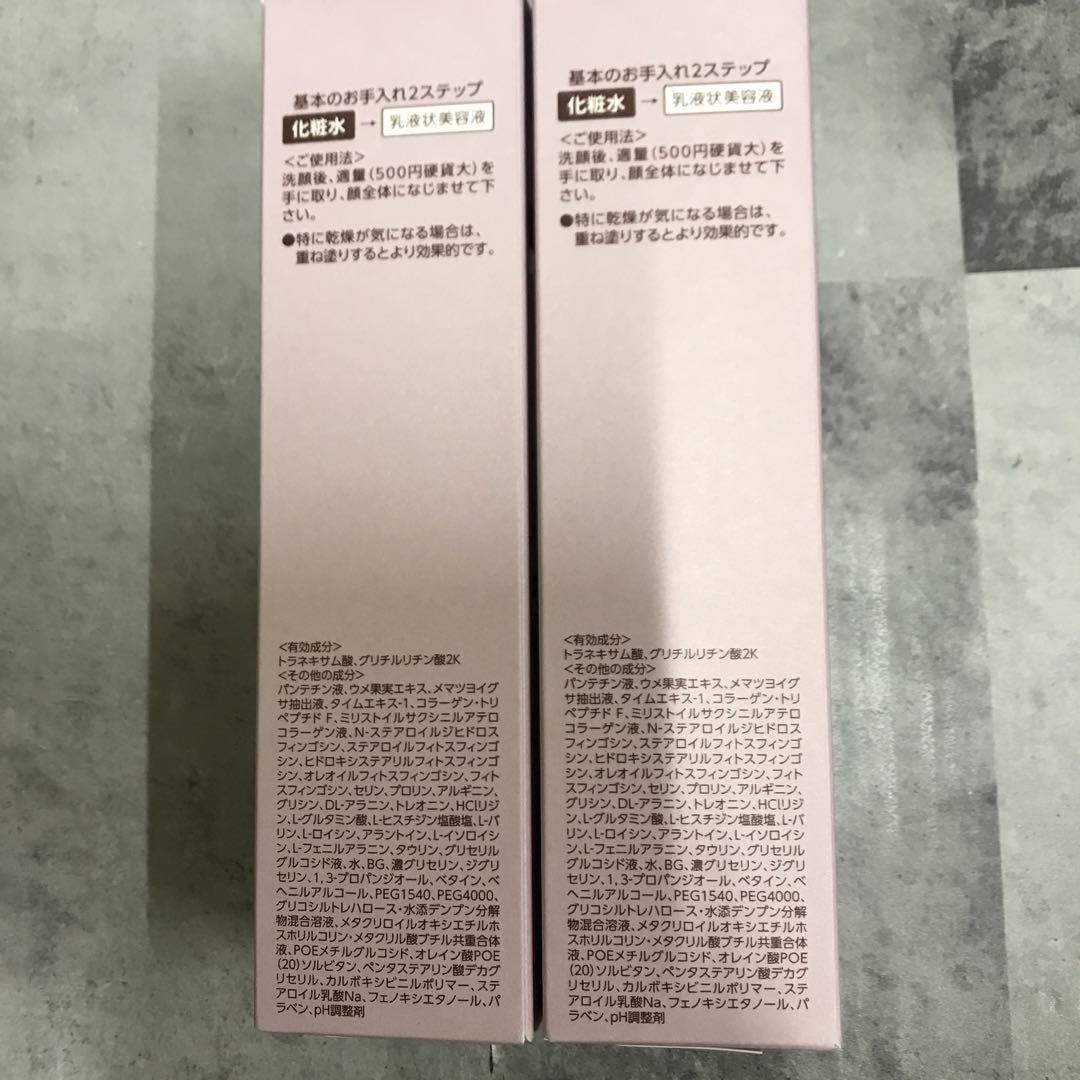 基本のお手入れ2ステップ
化粧水 → 乳液状美容液
<ご使用法>
洗顔後、適量(500円硬貨大)を
手に取り、顔全体になじませて下
さい。
●特に乾燥が気になる場合は、
重ね塗りするとより効果的です。
<有効成分>
トラネキサム酸、グリチルリチン酸2K
<その他の成分>
パンテチン液、ウメ果実エキス、メマツヨイグ
サ抽出液、タイムエキス-1、コラーゲン・トリ
ペプチド F、ミリストイルサクシニルアテロ
コラーゲン液、N-ステアロイルジヒドロス
フィンゴシン、ステアロイルフィトスフィンゴ
シン、ヒドロキシステアリルフィトスフィンゴ
シン、オレオイルフィトスフィンゴシン、フィト
スフィンゴシン、セリン、プロリン、アルギニン、
グリシン、DL-アラニン、トレオニン、HClリジ
ン、L-グルタミン酸、L-ヒスチジン塩酸塩、L-バ
リン、L-ロイシン、アラントイン、L-イソロイシ
ン、L-フェニルアラニン、タウリン、グリセリル
グルコシド液、水、BG、濃グリセリン、ジグリ
セリン、1,3-プロパンジオール、ベタイン、ベ
ヘニルアルコール、PEG1540、PEG4000、
グリコシルトレハロース・水添デンプン分解
物混合溶液、メタクリロイルオキシエチルホ
スホリルコリン・メタクリル酸ブチル共重合体
液、POEメチルグルコシド、オレイン酸POE
(20)ソルビタン、ペンタステアリン酸デカグ
リセリル、カルボキシビニルポリマー、ステ
アロイル乳酸Na、フェノキシエタノール、パ
ラベン、pH調整剤
基本のお手入れ2ステップ
化粧水 → 乳液状美容液
<ご使用法>
洗顔後、適量(500円硬貨大)を
手に取り、顔全体になじませて下
さい。
●特に乾燥が気になる場合は、
重ね塗りするとより効果的です。
<有効成分>
トラネキサム酸、グリチルリチン酸2K
<その他の成分>
パンテチン液、ウメ果実エキス、メマツヨイグ
サ抽出液、タイムエキス-1、コラーゲン・トリ
ペプチド F、ミリストイルサクシニルアテロ
コラーゲン液、N-ステアロイルジヒドロス
フィンゴシン、ステアロイルフィトスフィンゴ
シン、ヒドロキシステアリルフィトスフィンゴ
シン、オレオイルフィトスフィンゴシン、フィト
スフィンゴシン、セリン、プロリン、アルギニン、
グリシン、DL-アラニン、トレオニン、HClリジ
ン、L-グルタミン酸、L-ヒスチジン塩酸塩、L-バ
リン、L-ロイシン、アラントイン、L-イソロイシ
ン、L-フェニルアラニン、タウリン、グリセリル
グルコシド液、水、BG、濃グリセリン、ジグリ
セリン、1,3-プロパンジオール、ベタイン、ベ
ヘニルアルコール、PEG1540、PEG4000、
グリコシルトレハロース・水添デンプン分解
物混合溶液、メタクリロイルオキシエチルホ
スホリルコリン・メタクリル酸ブチル共重合体
液、POEメチルグルコシド、オレイン酸POE
(20)ソルビタン、ペンタステアリン酸デカグ
リセリル、カルボキシビニルポリマー、ステ
アロイル乳酸Na、フェノキシエタノール、パ
ラベン、pH調整剤